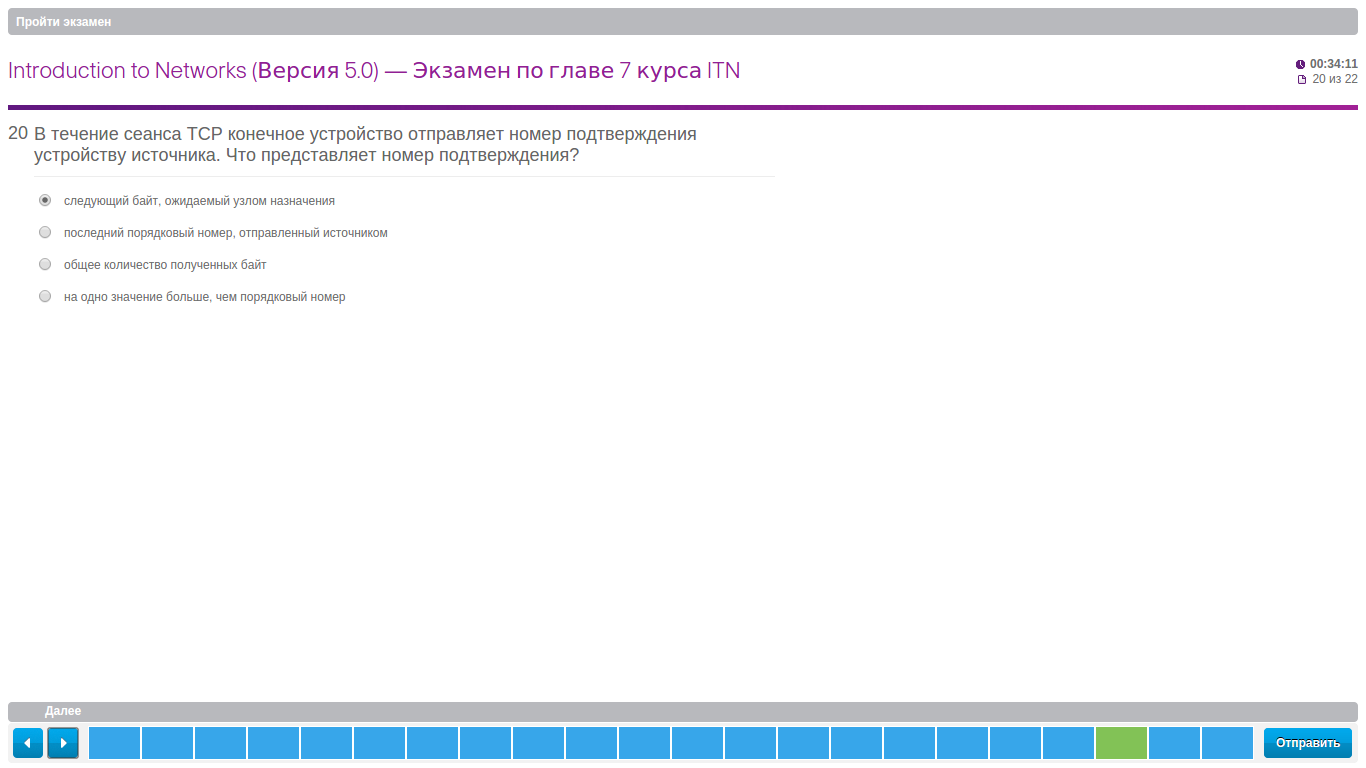 Пройти экзамен
Introduction to Networks (Версия 5.0) — Экзамен по главе 7 курса ITN
00:34:11
20 из 22
20 В течение сеанса TCP конечное устройство отправляет номер подтверждения
устройству источника. Что представляет номер подтверждения?
следующий байт, ожидаемый узлом назначения
последний порядковый номер, отправленный источником
общее количество полученных байт
на одно значение больше, чем порядковый номер
Далее
Отправить